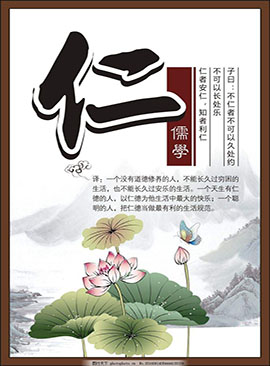 仁
儒學
子曰：不仁者不可以久处约
不可以长处乐
仁者安仁，知者利仁
译：一个没有道德修养的人，不能长久过穷困的
生活，也不能长久过安乐的生活。一个天生有仁
德的人，以仁德为他生活中最大的快乐；一个聪
明的人，把仁德当做最有利的生活规范。